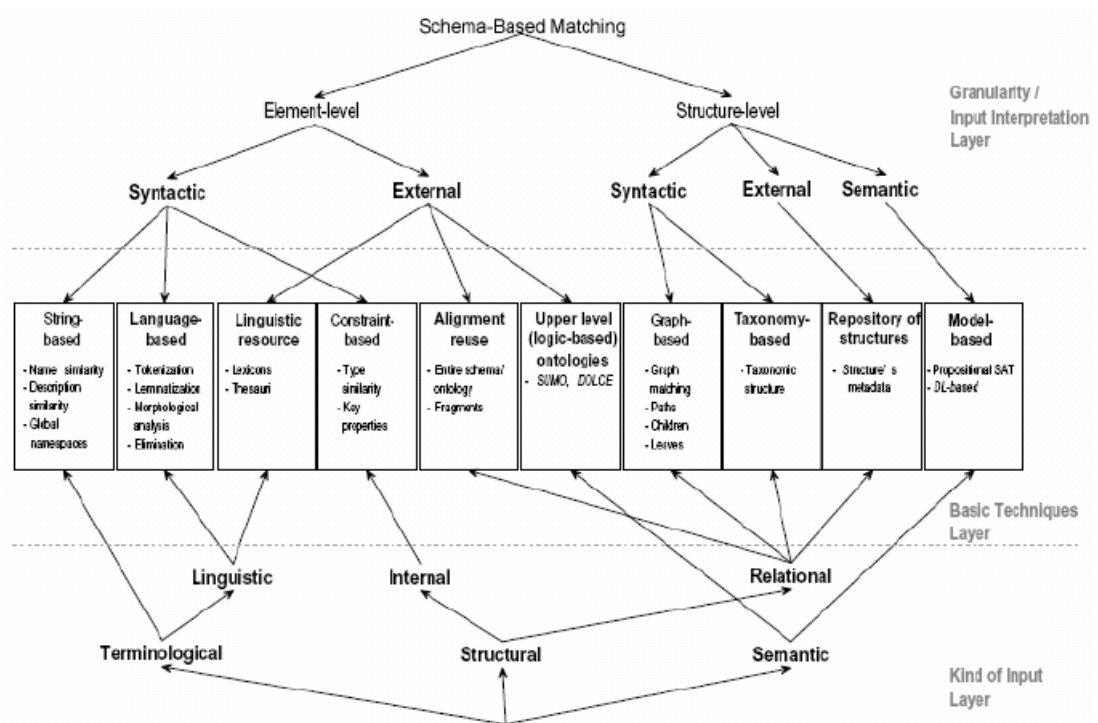 Schema-Based Matching
Element-level
Structure-level
Granularity /
Input Interpretation
Layer
Syntactic
External
Syntactic
External
Semantic
String-
based
- Name similarity
- Description
similarity
- Global
namespaces
Language-
based
- Tokenization
- Lemmatization
- Morphological
analysis
- Elimination
Linguistic
resource
- Lexicons
- Thesauri
Constraint-
based
- Type
similarity
- Key
properties
Alignment
reuse
- Entire schema/
ontology
- Fragments
Upper level
(logic-based)
ontologies
- SUMO, DOLCE
Graph-
based
- Graph
matching
- Paths
- Children
- Leaves
Taxonomy-
based
- Taxonomic
structure
Repository of
structures
- Structure's
metadata
Model-
based
- Propositional SAT
- DL-based
Basic Techniques
Layer
Linguistic
Internal
Relational
Terminological
Structural
Semantic
Kind of Input
Layer